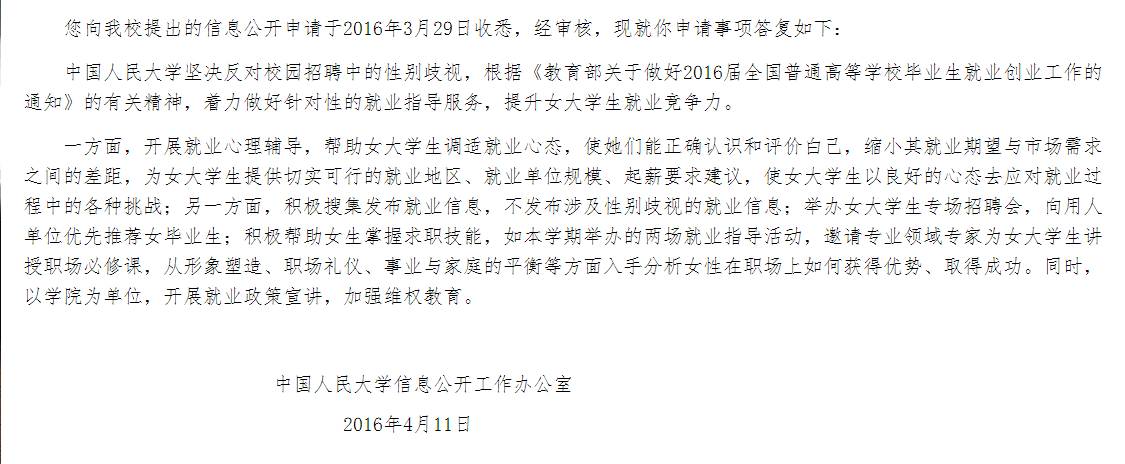 您向我校提出的信息公开申请于2016年3月29日收悉，经审核，现就你申请事项答复如下：
中国人民大学坚决反对校园招聘中的性别歧视，根据《教育部关于做好2016届全国普通高等学校毕业生就业创业工作的
通知》的有关精神，着力做好针对性的就业指导服务，提升女大学生就业竞争力。
一方面，开展就业心理辅导，帮助女大学生调适就业心态，使她们能正确认识和评价自己，缩小其就业期望与市场需求
之间的差距，为女大学生提供切实可行的就业地区、就业单位规模、起薪要求建议，使女大学生以良好的心态去应对就业过
程中的各种挑战；另一方面，积极搜集发布就业信息，不发布涉及性别歧视的就业信息；举办女大学生专场招聘会，向用人
单位优先推荐女毕业生；积极帮助女生掌握求职技能，如本学期举办的两场就业指导活动，邀请专业领域专家为女大学生讲
授职场必修课，从形象塑造、职场礼仪、事业与家庭的平衡等方面入手分析女性在职场上如何获得优势、取得成功。同时，
以学院为单位，开展就业政策宣讲，加强维权教育。
中国人民大学信息公开工作办公室
2016年4月11日